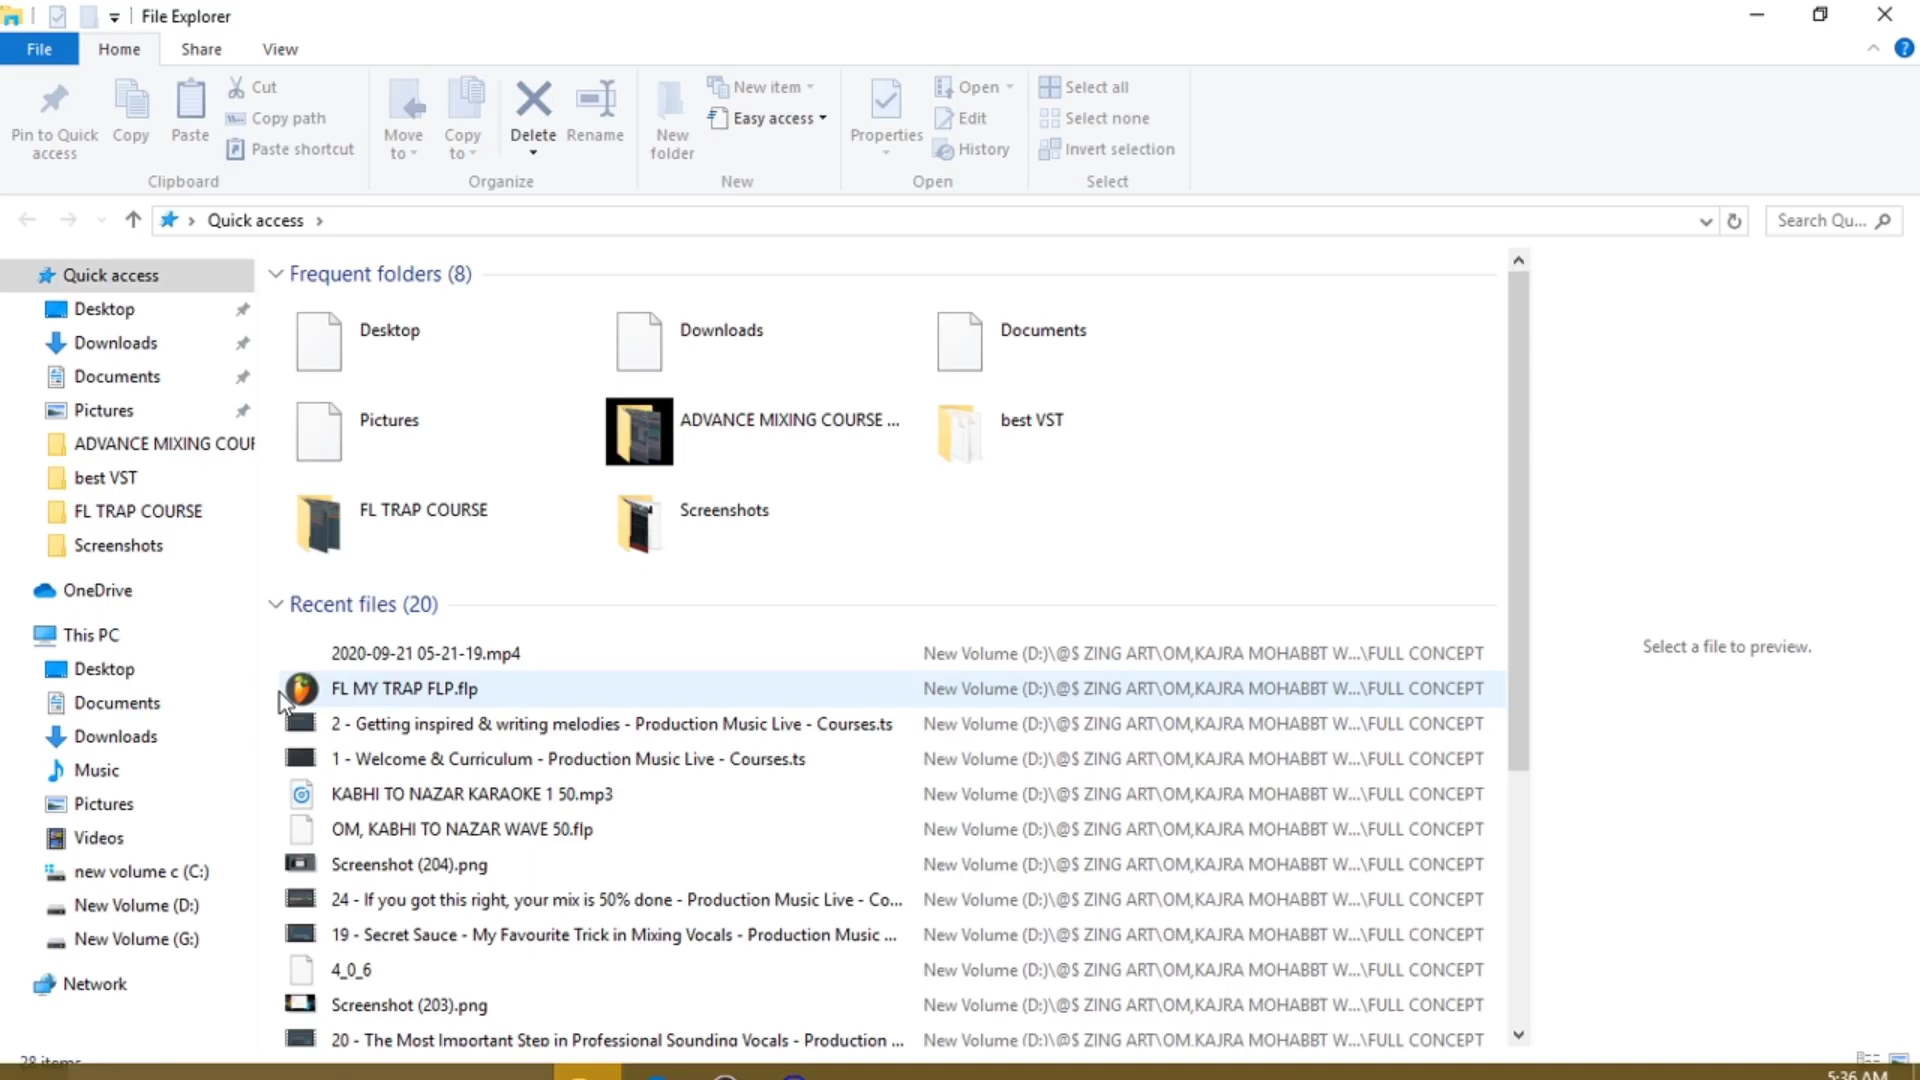 File Explorer
File Home Share View
Pin to Quick access
Copy
Paste
Cut
Copy path
Paste shortcut
Clipboard
Move to
Copy to
Delete
Rename
Organize
New folder
New item
Easy access
New
Properties
Open
Edit
History
Open
Select all
Select none
Invert selection
Select
Quick access
Search Qu...
Quick access
Desktop
Downloads
Documents
Pictures
ADVANCE MIXING COUR
best VST
FL TRAP COURSE
Screenshots
OneDrive
This PC
Desktop
Documents
Downloads
Music
Pictures
Videos
new volume c (C:)
New Volume (D:)
New Volume (G:)
Network
Frequent folders (8)
Desktop
Downloads
Documents
Pictures
ADVANCE MIXING COURSE ...
best VST
FL TRAP COURSE
Screenshots
Recent files (20)
2020-09-21 05-21-19.mp4 New Volume (D:)\@$ ZING ART\OM,KAJRA MOHABBT W...\FULL CONCEPT
FL MY TRAP FLP.flp New Volume (D:)\@$ ZING ART\OM,KAJRA MOHABBT W...\FULL CONCEPT
2 - Getting inspired & writing melodies - Production Music Live - Courses.ts New Volume (D:)\@$ ZING ART\OM,KAJRA MOHABBT W...\FULL CONCEPT
1 - Welcome & Curriculum - Production Music Live - Courses.ts New Volume (D:)\@$ ZING ART\OM,KAJRA MOHABBT W...\FULL CONCEPT
KABHI TO NAZAR KARAOKE 1 50.mp3 New Volume (D:)\@$ ZING ART\OM,KAJRA MOHABBT W...\FULL CONCEPT
OM, KABHI TO NAZAR WAVE 50.flp New Volume (D:)\@$ ZING ART\OM,KAJRA MOHABBT W...\FULL CONCEPT
Screenshot (204).png New Volume (D:)\@$ ZING ART\OM,KAJRA MOHABBT W...\FULL CONCEPT
24 - If you got this right, your mix is 50% done - Production Music Live - Co... New Volume (D:)\@$ ZING ART\OM,KAJRA MOHABBT W...\FULL CONCEPT
19 - Secret Sauce - My Favourite Trick in Mixing Vocals - Production Music ... New Volume (D:)\@$ ZING ART\OM,KAJRA MOHABBT W...\FULL CONCEPT
4_0_6 New Volume (D:)\@$ ZING ART\OM,KAJRA MOHABBT W...\FULL CONCEPT
Screenshot (203).png New Volume (D:)\@$ ZING ART\OM,KAJRA MOHABBT W...\FULL CONCEPT
20 - The Most Important Step in Professional Sounding Vocals - Production ... New Volume (D:)\@$ ZING ART\OM,KAJRA MOHABBT W...\FULL CONCEPT
Select a file to preview.
28 items
5:36 AM